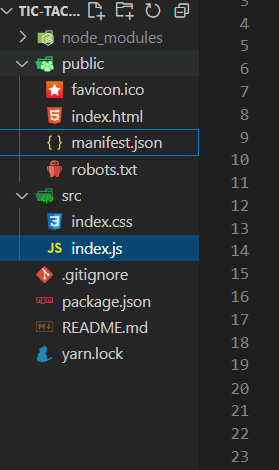 TIC-TAC...
node_modules
public
favicon.ico
index.html
{ } manifest.json
robots.txt
src
index.css
JS index.js
.gitignore
package.json
README.md
yarn.lock
3
4
5
6
7
8
9
10
11
12
13
14
15
16
17
18
19
20
21
22
23